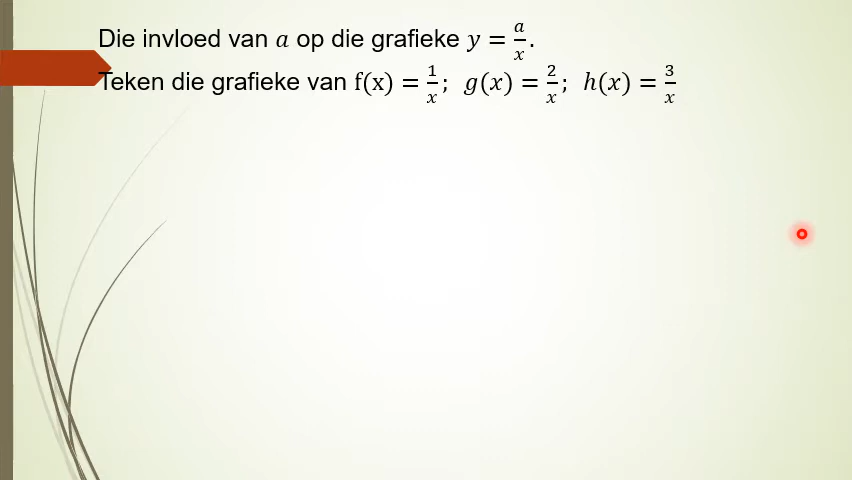 Die invloed van a op die grafieke y = a/x.
Teken die grafieke van f(x) = 1/x; g(x) = 2/x; h(x) = 3/x